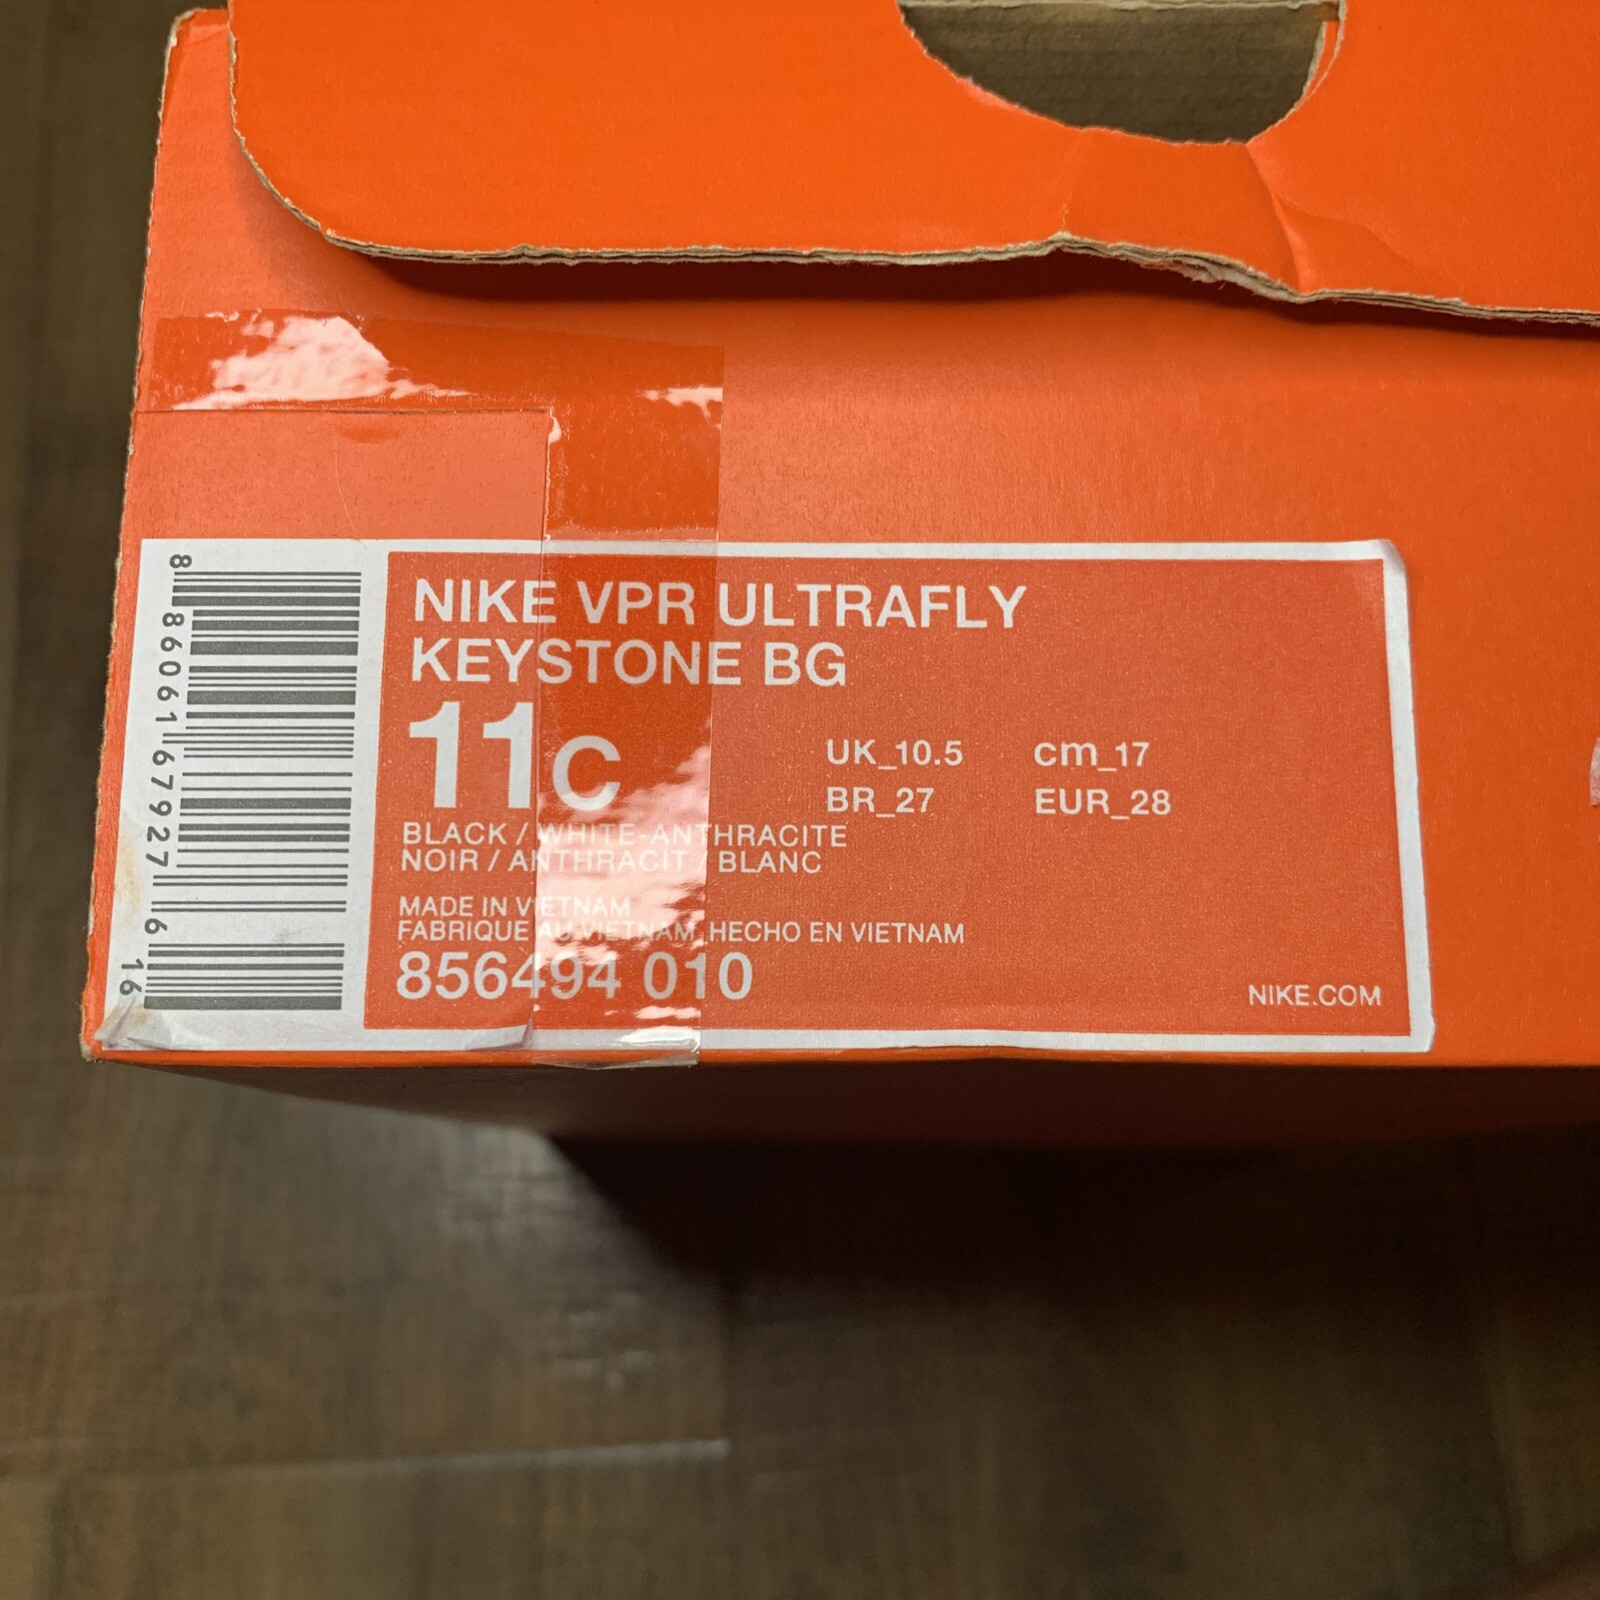 NIKE VPR ULTRAFLY
KEYSTONE BG
11C
UK_10.5 cm_17
BR_27 EUR_28
BLACK / WHITE-ANTHRACITE
NOIR / ANTHRACIT / BLANC
MADE IN VIETNAM
FABRIQUE AU VIETNAM, HECHO EN VIETNAM
856494 010
NIKE.COM
8 86061 67927 6 16